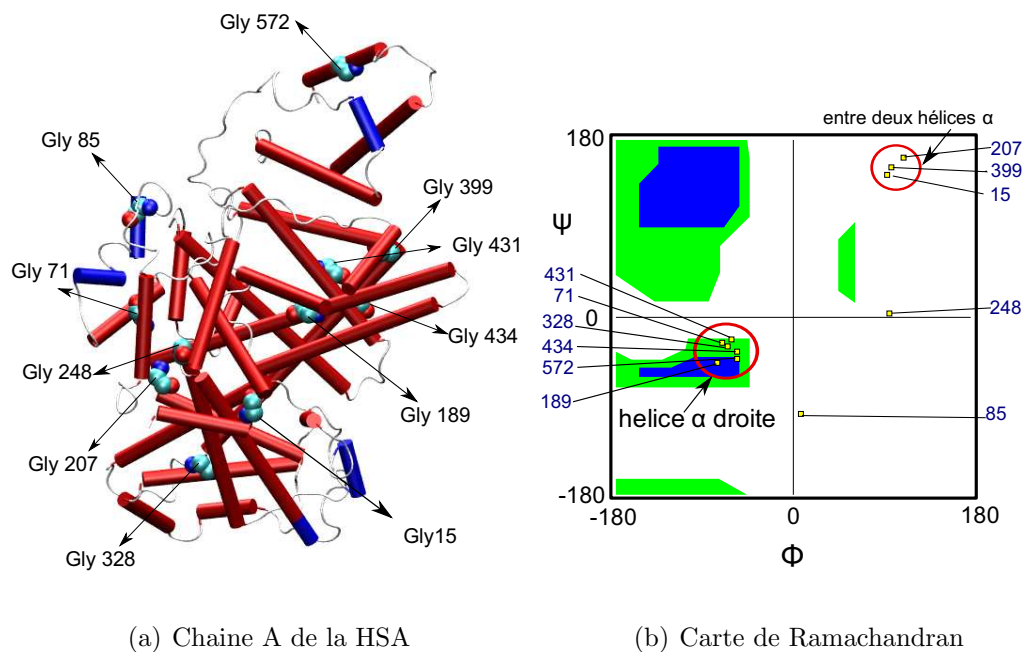 Gly 572
Gly 85
Gly 399
Gly 431
Gly 71
Gly 434
Gly 248
Gly 189
Gly 207
Gly15
Gly 328
entre deux hélices α
180
207
399
15
Ψ
431
71
248
0
328
434
572
189
helice α droite
85
-180
-180
0
180
Φ
(a) Chaine A de la HSA
(b) Carte de Ramachandran